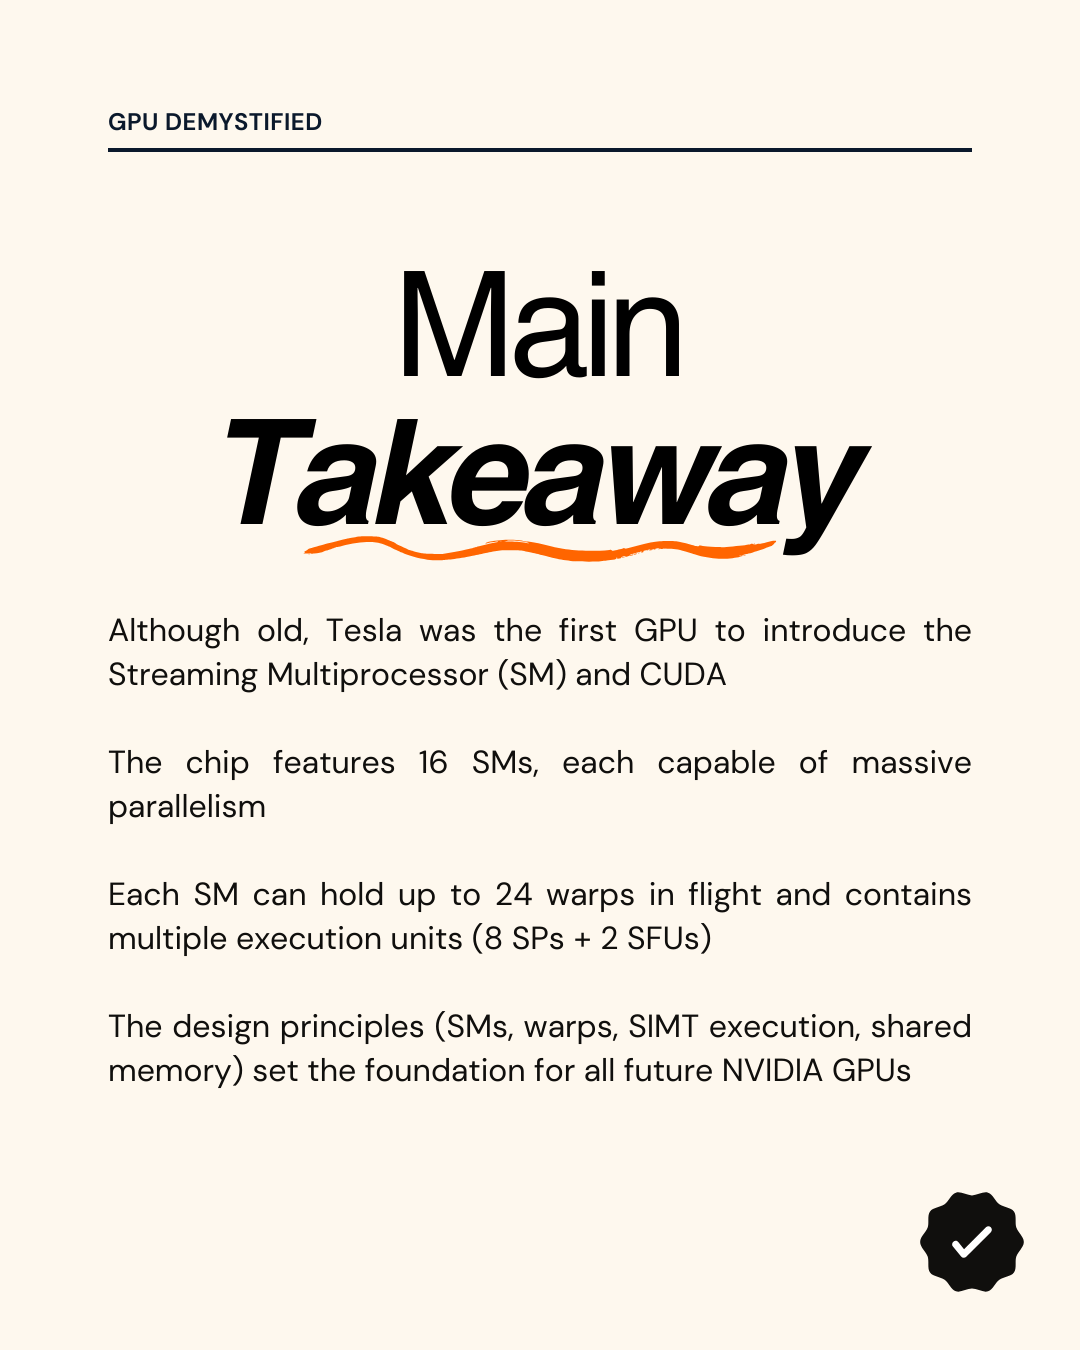 GPU DEMYSTIFIED
Main
Takeaway
Although old, Tesla was the first GPU to introduce the
Streaming Multiprocessor (SM) and CUDA
The chip features 16 SMs, each capable of massive
parallelism
Each SM can hold up to 24 warps in flight and contains
multiple execution units (8 SPs + 2 SFUs)
The design principles (SMs, warps, SIMT execution, shared
memory) set the foundation for all future NVIDIA GPUs